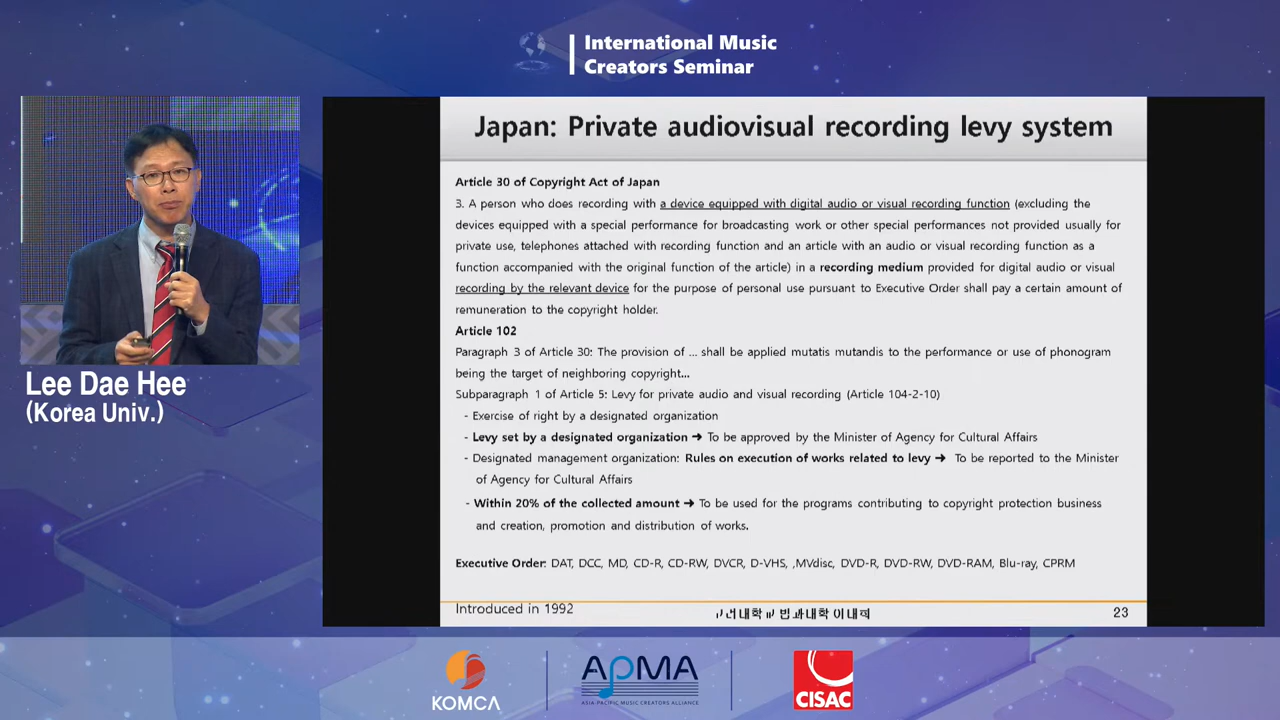 International Music
Creators Seminar
Japan: Private audiovisual recording levy system
Article 30 of Copyright Act of Japan
3. A person who does recording with a device equipped with digital audio or visual recording function (excluding the
devices equipped with a special performance for broadcasting work or other special performances not provided usually for
private use, telephones attached with recording function and an article with an audio or visual recording function as a
function accompanied with the original function of the article) in a recording medium provided for digital audio or visual
recording by the relevant device for the purpose of personal use pursuant to Executive Order shall pay a certain amount of
remuneration to the copyright holder.
Article 102
Paragraph 3 of Article 30: The provision of ... shall be applied mutatis mutandis to the performance or use of phonogram
being the target of neighboring copyright...
Subparagraph 1 of Article 5: Levy for private audio and visual recording (Article 104-2-10)
- Exercise of right by a designated organization
- Levy set by a designated organization → To be approved by the Minister of Agency for Cultural Affairs
- Designated management organization: Rules on execution of works related to levy → To be reported to the Minister
of Agency for Cultural Affairs
- Within 20% of the collected amount → To be used for the programs contributing to copyright protection business
and creation, promotion and distribution of works.
Executive Order: DAT, DCC, MD, CD-R, CD-RW, DVCR, D-VHS, ,MVdisc, DVD-R, DVD-RW, DVD-RAM, Blu-ray, CPRM
Introduced in 1992
법과대학 이대희
23
Lee Dae Hee
(Korea Univ.)
KOMCA
APMA
ASIA-PACIFIC MUSIC CREATORS ALLIANCE
CISAC